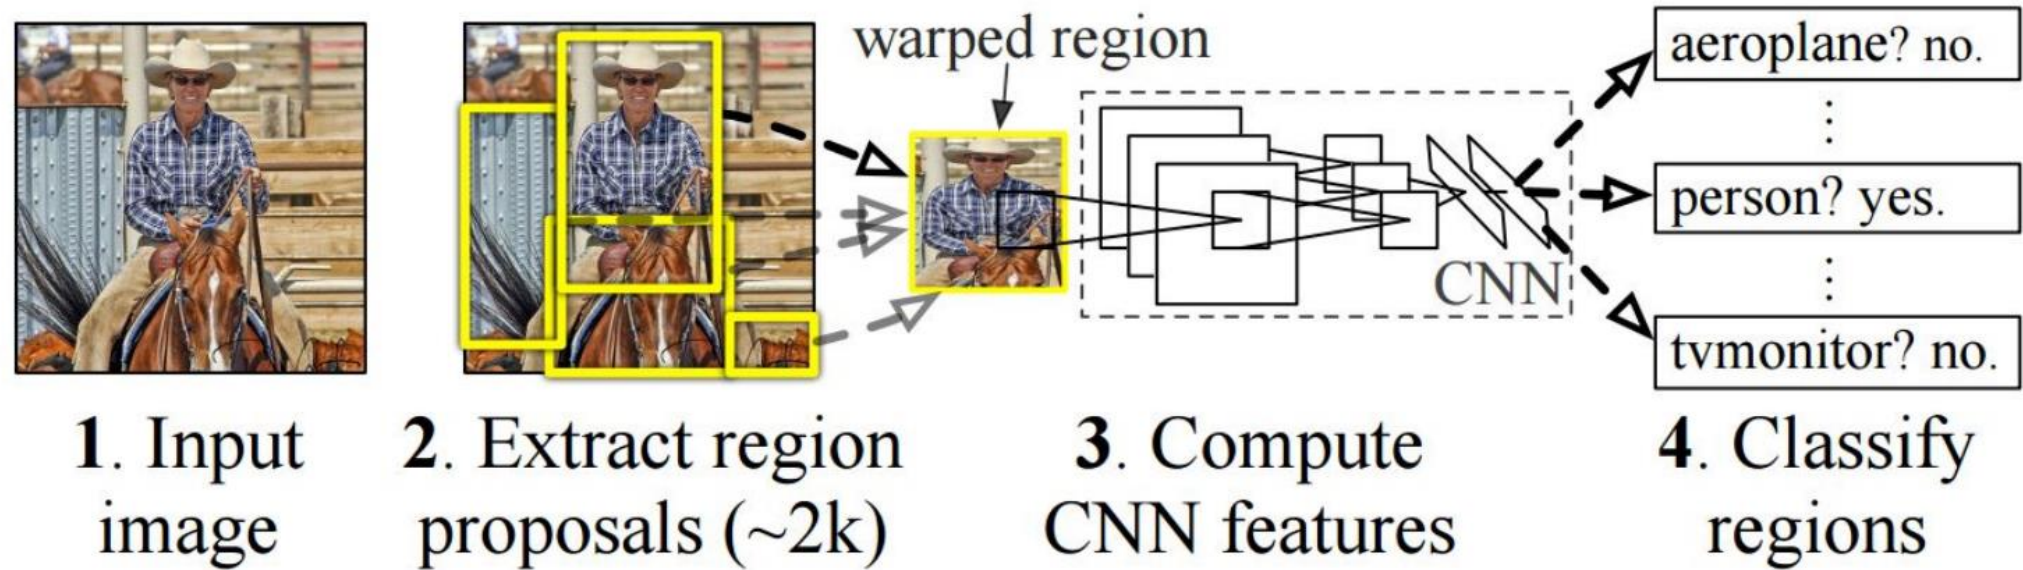 warped region
aeroplane? no.
person? yes.
CNN
tvmonitor? no.
1. Input
image
2. Extract region
proposals (~2k)
3. Compute
CNN features
4. Classify
regions